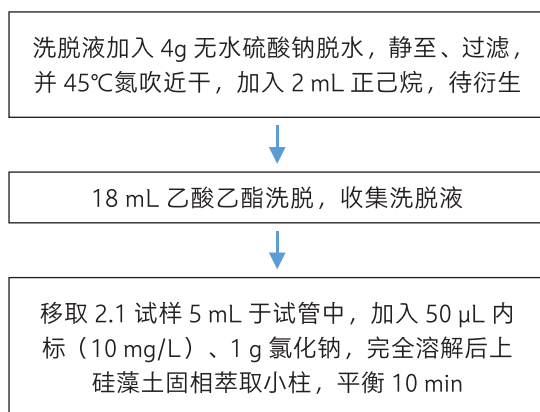 洗脱液加入 4g 无水硫酸钠脱水，静至、过滤，
并 45℃氮吹近干，加入 2 mL 正己烷，待衍生
18 mL 乙酸乙酯洗脱，收集洗脱液
移取 2.1 试样 5 mL 于试管中，加入 50 μL 内
标（10 mg/L）、1 g 氯化钠，完全溶解后上
硅藻土固相萃取小柱，平衡 10 min